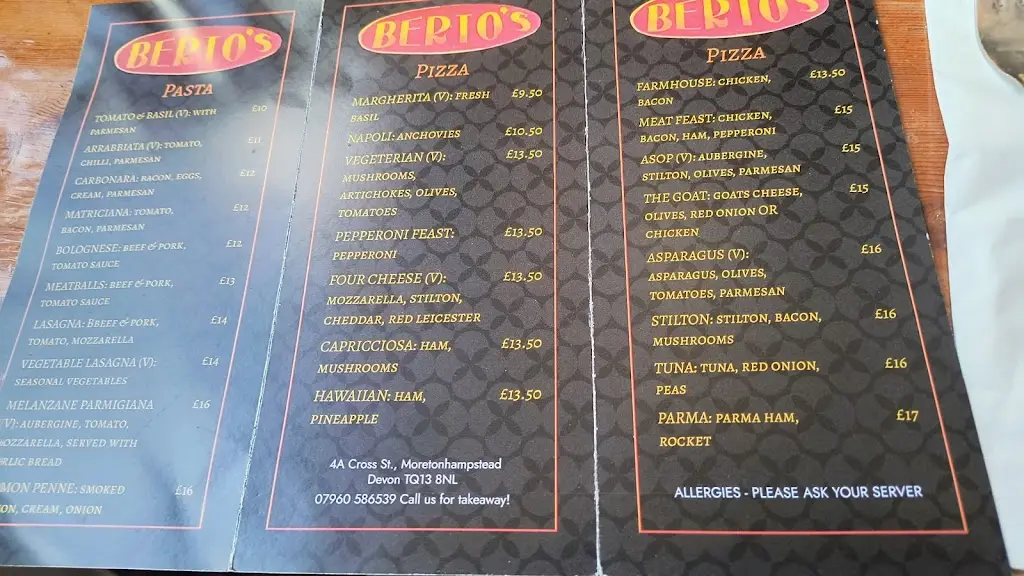 BERTO'S
PASTA
TOMATO & BASIL (V): WITH £10
PARMESAN
ARRABBIATA (V): TOMATO, £11
CHILLI, PARMESAN
CARBONARA: BACON, EGGS, £12
CREAM, PARMESAN
MATRICIANA: TOMATO, £12
BACON, PARMESAN
BOLOGNESE: BEEF & PORK, £12
TOMATO SAUCE
MEATBALLS: BEEF & PORK, £13
TOMATO SAUCE
LASAGNA: BEEF & PORK, £14
TOMATO, MOZZARELLA
VEGETABLE LASAGNA (V): £14
SEASONAL VEGETABLES
MELANZANE PARMIGIANA £16
(V): AUBERGINE, TOMATO,
MOZZARELLA, SERVED WITH
GARLIC BREAD
MON PENNE: SMOKED £16
ON, CREAM, ONION
BERTO'S
PIZZA
MARGHERITA (V): FRESH £9.50
BASIL
NAPOLI: ANCHOVIES £10.50
VEGETERIAN (V): £13.50
MUSHROOMS,
ARTICHOKES, OLIVES,
TOMATOES
PEPPERONI FEAST: £13.50
PEPPERONI
FOUR CHEESE (V): £13.50
MOZZARELLA, STILTON,
CHEDDAR, RED LEICESTER
CAPRICCIOSA: HAM, £13.50
MUSHROOMS
HAWAIIAN: HAM, £13.50
PINEAPPLE
4A Cross St., Moretonhampstead
Devon TQ13 8NL
07960 586539 Call us for takeaway!
BERTO'S
PIZZA
FARMHOUSE: CHICKEN, £13.50
BACON
MEAT FEAST: CHICKEN, £15
BACON, HAM, PEPPERONI
ASOP (V): AUBERGINE, £15
STILTON, OLIVES, PARMESAN
THE GOAT: GOATS CHEESE, £15
OLIVES, RED ONION OR
CHICKEN
ASPARAGUS (V): £16
ASPARAGUS, OLIVES,
TOMATOES, PARMESAN
STILTON: STILTON, BACON, £16
MUSHROOMS
TUNA: TUNA, RED ONION, £16
PEAS
PARMA: PARMA HAM, £17
ROCKET
ALLERGIES - PLEASE ASK YOUR SERVER